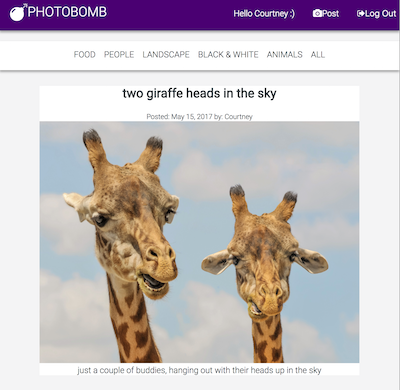 PHOTOBOMB Hello Courtney :) Post Log Out
FOOD PEOPLE LANDSCAPE BLACK & WHITE ANIMALS ALL
two giraffe heads in the sky
Posted: May 15, 2017 by: Courtney
just a couple of buddies, hanging out with their heads up in the sky